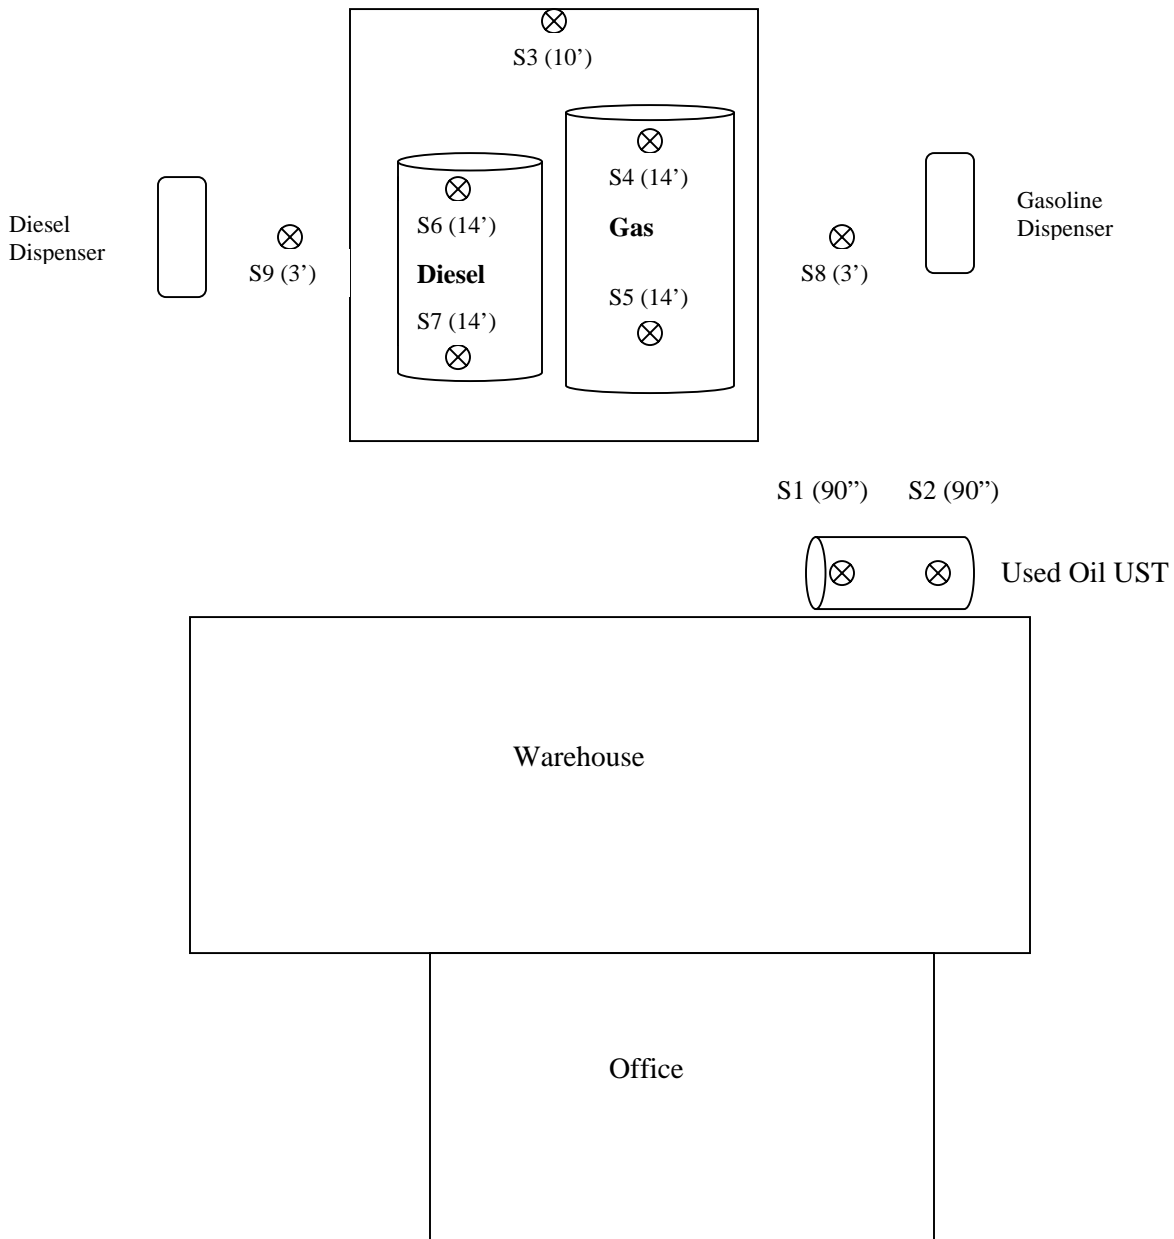 S3 (10’)
S4 (14’)
Gasoline
Dispenser
Diesel
Dispenser
S6 (14’)
Gas
S9 (3’)
Diesel
S8 (3’)
S5 (14’)
S7 (14’)
S1 (90”)
S2 (90”)
Used Oil UST
Warehouse
Office